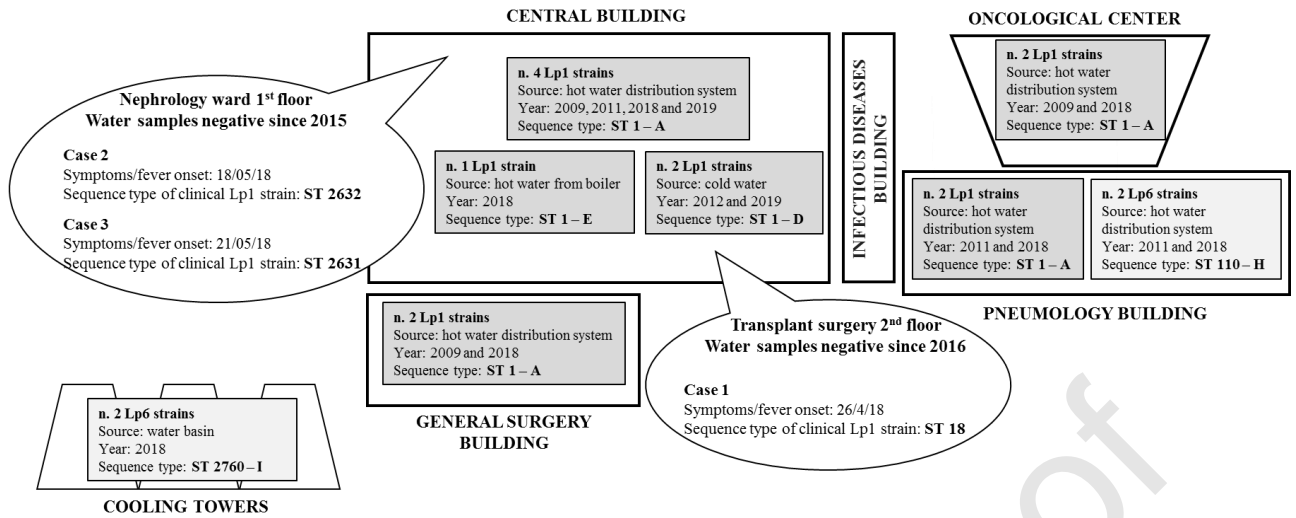 CENTRAL BUILDING
n. 4 Lp1 strains
Source: hot water distribution system
Year: 2009, 2011, 2018 and 2019
Sequence type: ST 1 – A
n. 1 Lp1 strain
Source: hot water from boiler
Year: 2018
Sequence type: ST 1 – E
n. 2 Lp1 strains
Source: cold water
Year: 2012 and 2019
Sequence type: ST 1 – D
Nephrology ward 1st floor
Water samples negative since 2015
Case 2
Symptoms/fever onset: 18/05/18
Sequence type of clinical Lp1 strain: ST 2632
Case 3
Symptoms/fever onset: 21/05/18
Sequence type of clinical Lp1 strain: ST 2631
INFECTIOUS DISEASES
BUILDING
ONCOLOGICAL CENTER
n. 2 Lp1 strains
Source: hot water
distribution system
Year: 2009 and 2018
Sequence type: ST 1 – A
n. 2 Lp1 strains
Source: hot water
distribution system
Year: 2011 and 2018
Sequence type: ST 1 – A
n. 2 Lp6 strains
Source: hot water
distribution system
Year: 2011 and 2018
Sequence type: ST 110 – H
PNEUMOLOGY BUILDING
n. 2 Lp1 strains
Source: hot water distribution system
Year: 2009 and 2018
Sequence type: ST 1 – A
GENERAL SURGERY
BUILDING
Transplant surgery 2nd floor
Water samples negative since 2016
Case 1
Symptoms/fever onset: 26/4/18
Sequence type of clinical Lp1 strain: ST 18
n. 2 Lp6 strains
Source: water basin
Year: 2018
Sequence type: ST 2760 – I
COOLING TOWERS
of